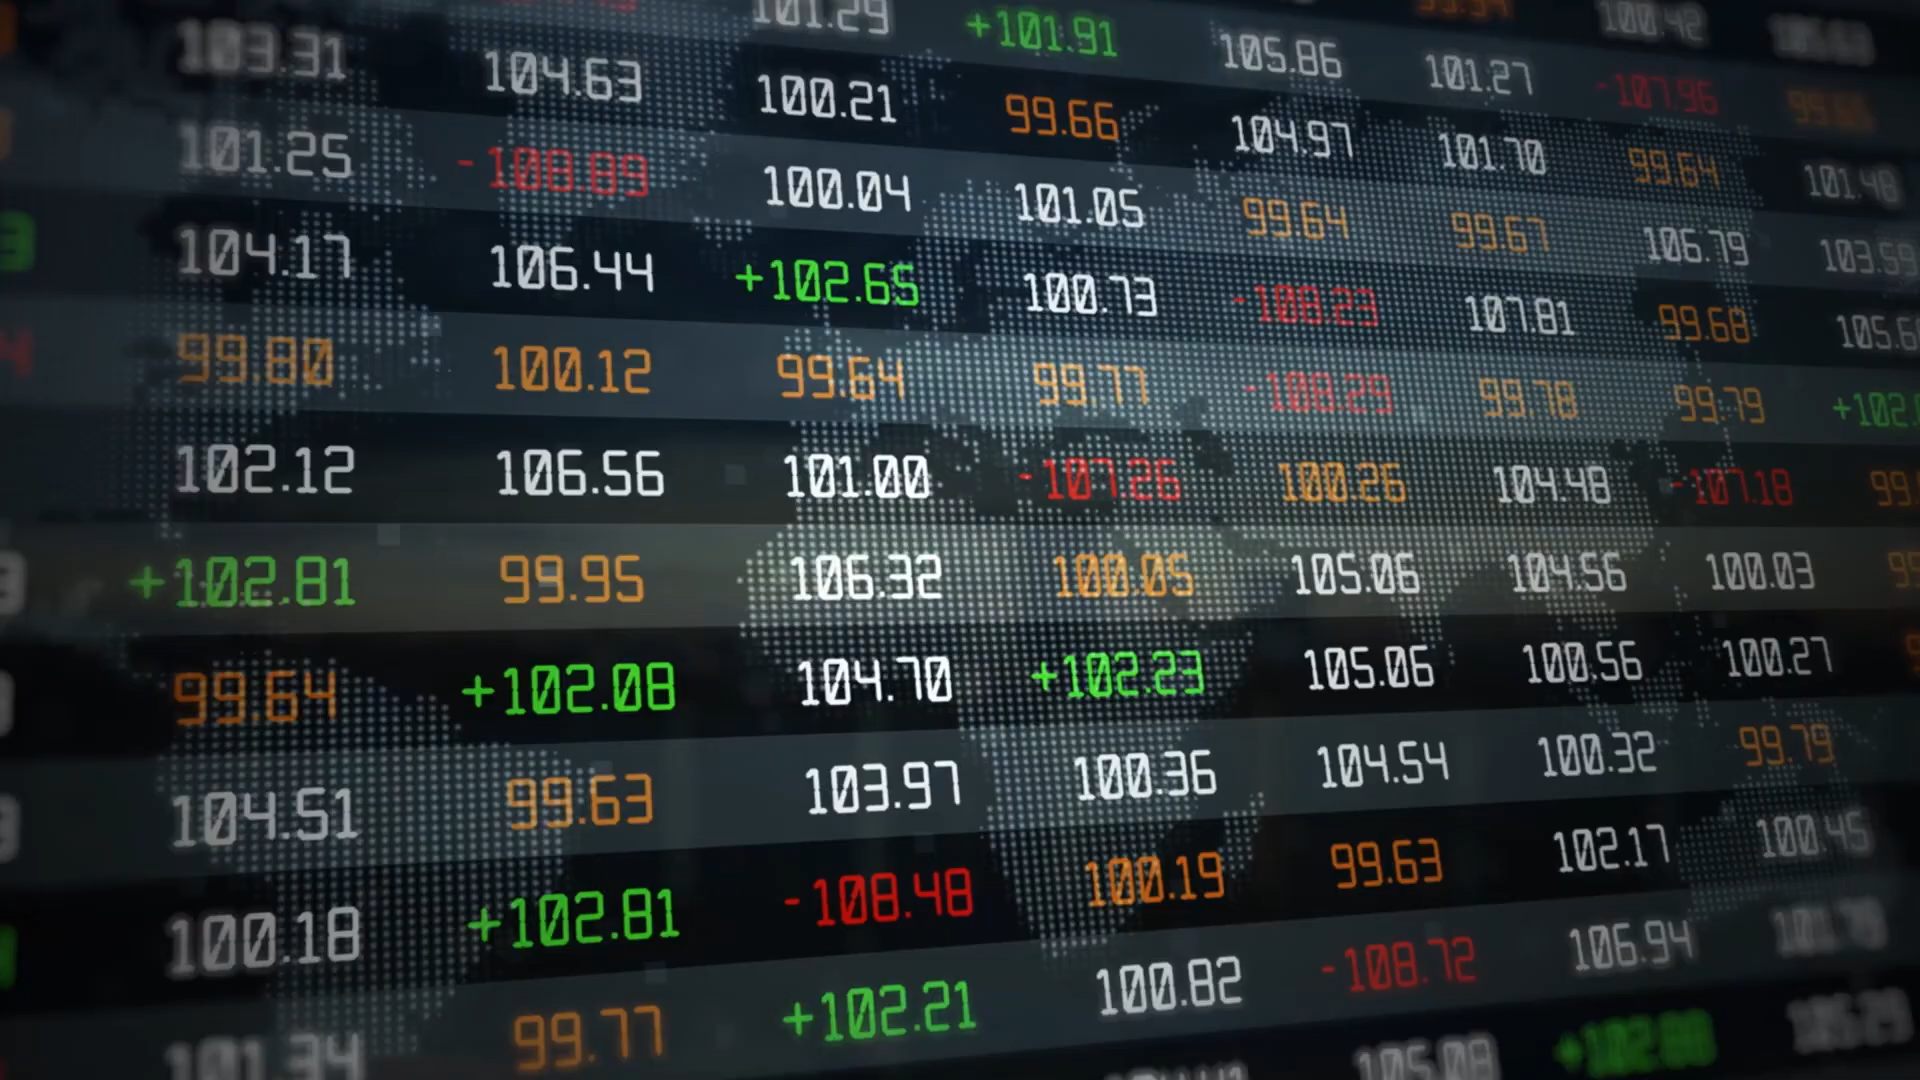 101.29 +101.91 105.86 101.27 -107.96
103.31 104.63 100.21 99.66 104.97 101.70 99.64 101.48
101.25 -108.89 100.04 101.05 99.64 99.67 106.79 103.59
104.17 106.44 +102.65 100.73 -108.23 107.81 99.68
99.80 100.12 99.64 99.77 -108.29 99.78 99.79
102.12 106.56 101.00 -107.26 100.26 104.48 -107.18
+102.81 99.95 106.32 100.05 105.06 104.56 100.03
99.64 +102.08 104.70 +102.23 105.06 100.56 100.27
104.51 99.63 103.97 100.36 104.54 100.32 99.79
100.18 +102.81 -108.48 100.19 99.63 102.17 100.45
101.34 99.77 +102.21 100.82 -108.72 106.94